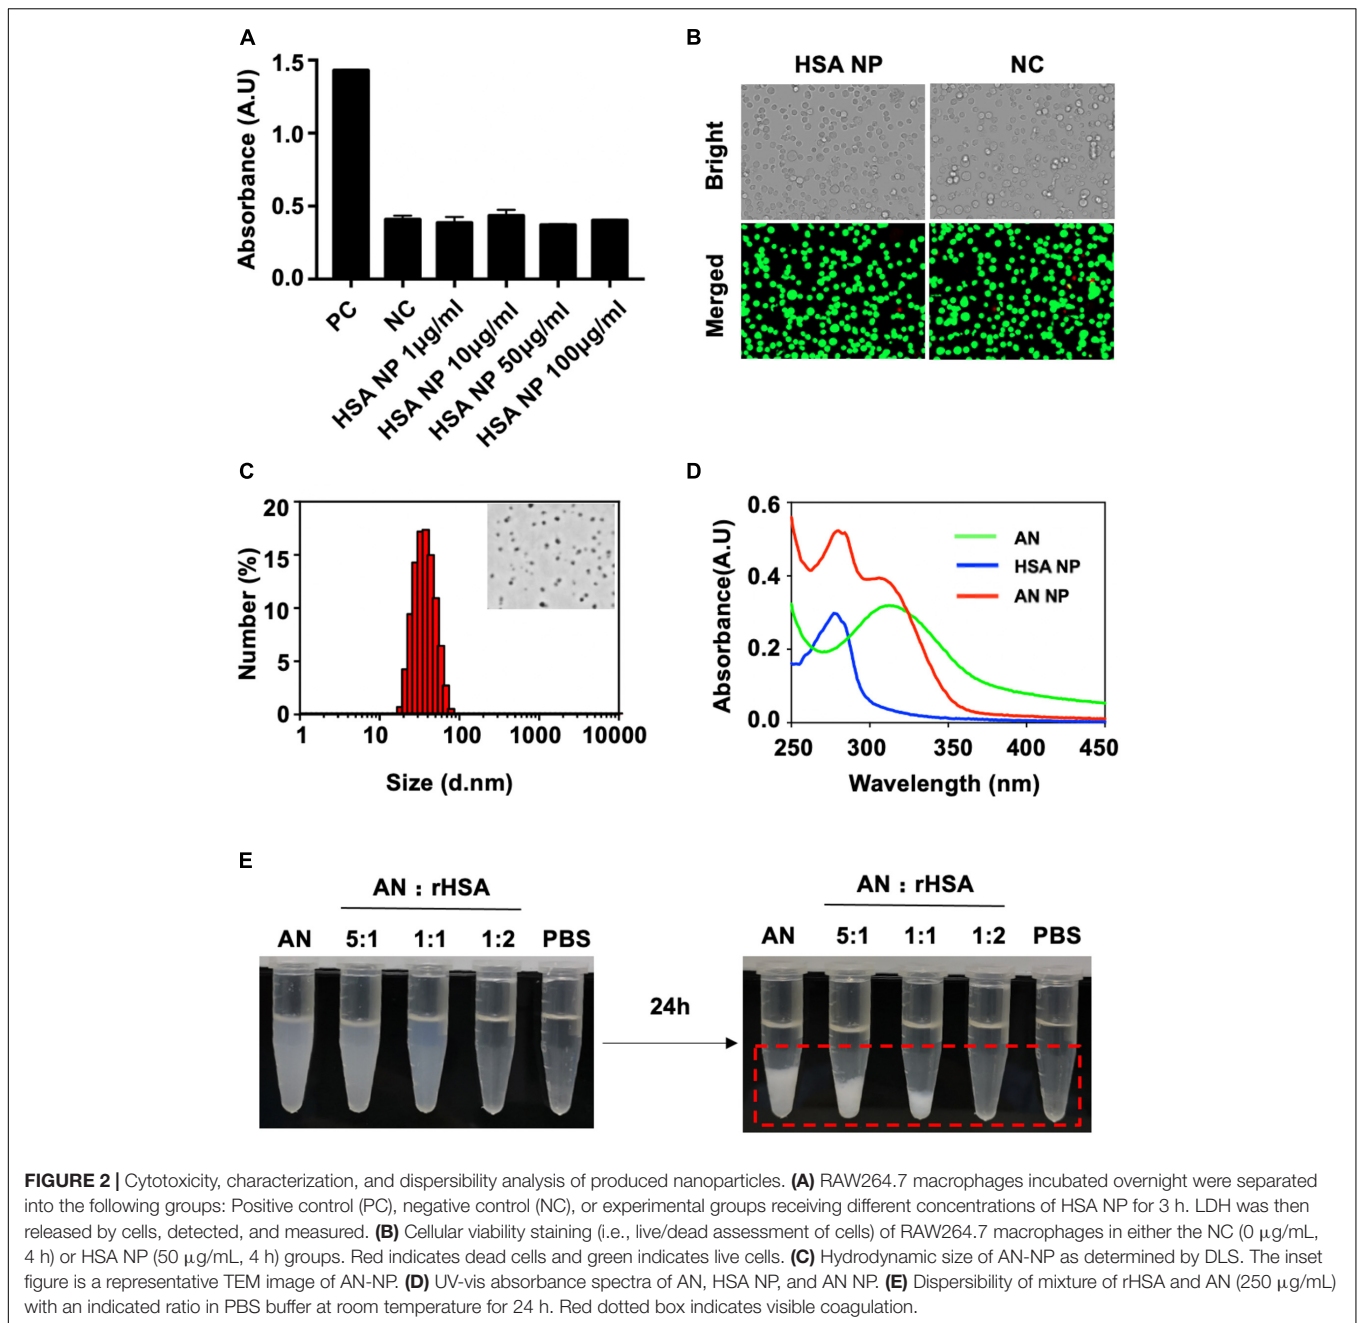 A
Absorbance (A.U)
1.5
1.0
0.5
0.0
PC
NC
HSA NP 1μg/ml
HSA NP 10μg/ml
HSA NP 50μg/ml
HSA NP 100μg/ml
B
HSA NP NC
Bright
Merged
C
Number (%)
20
15
10
5
0
1 10 100 1000 10000
Size (d.nm)
D
Absorbance(A.U)
0.6
0.4
0.2
0.0
AN
HSA NP
AN NP
250 300 350 400 450
Wavelength (nm)
E
AN : rHSA
AN 5:1 1:1 1:2 PBS
24h
AN : rHSA
AN 5:1 1:1 1:2 PBS
FIGURE 2 | Cytotoxicity, characterization, and dispersibility analysis of produced nanoparticles. (A) RAW264.7 macrophages incubated overnight were separated
into the following groups: Positive control (PC), negative control (NC), or experimental groups receiving different concentrations of HSA NP for 3 h. LDH was then
released by cells, detected, and measured. (B) Cellular viability staining (i.e., live/dead assessment of cells) of RAW264.7 macrophages in either the NC (0 μg/mL,
4 h) or HSA NP (50 μg/mL, 4 h) groups. Red indicates dead cells and green indicates live cells. (C) Hydrodynamic size of AN-NP as determined by DLS. The inset
figure is a representative TEM image of AN-NP. (D) UV-vis absorbance spectra of AN, HSA NP, and AN NP. (E) Dispersibility of mixture of rHSA and AN (250 μg/mL)
with an indicated ratio in PBS buffer at room temperature for 24 h. Red dotted box indicates visible coagulation.